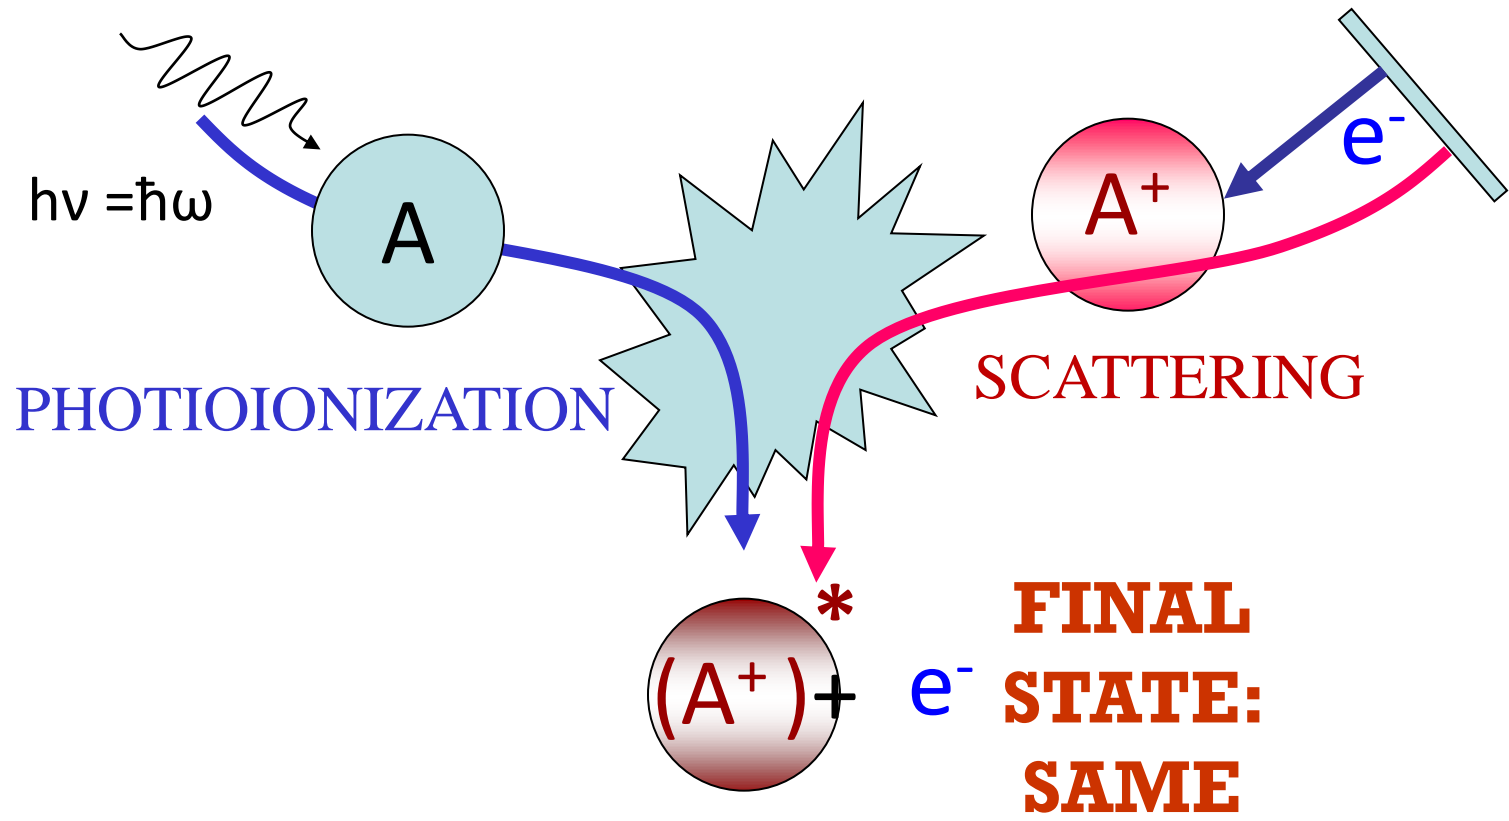 hν =ħω
A
e-
A+
PHOTIOIONIZATION
SCATTERING
*
(A+ )+ e-
FINAL
STATE:
SAME